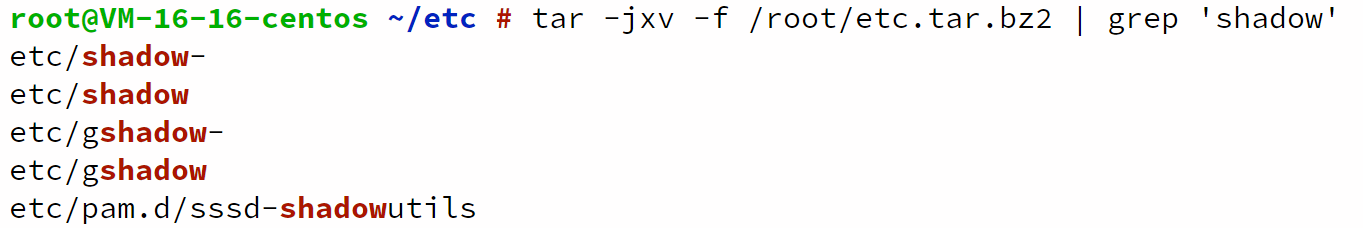 root@VM-16-16-centos ~/etc # tar -jxv -f /root/etc.tar.bz2 | grep 'shadow'
etc/shadow-
etc/shadow
etc/gshadow-
etc/gshadow
etc/pam.d/sssd-shadowutils